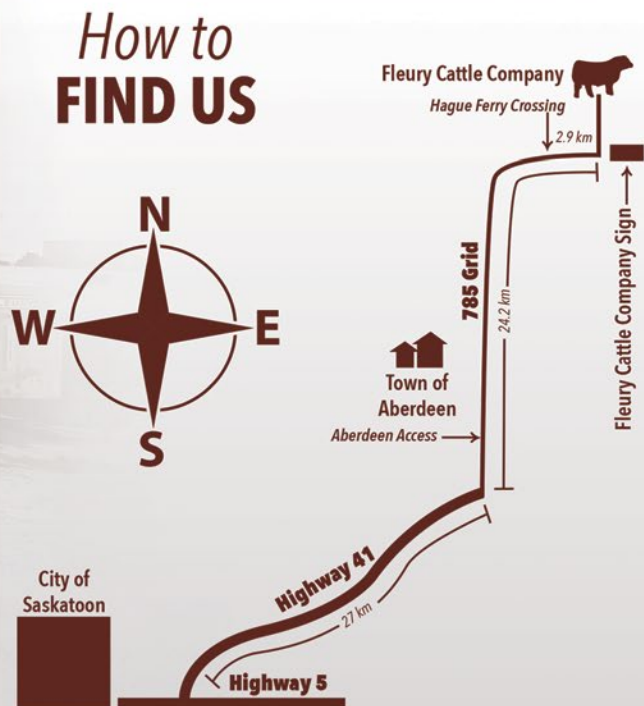 How to
FIND US
Fleury Cattle Company
Hague Ferry Crossing
2.9 km
N
W
E
S
785 Grid
24.2 km
Fleury Cattle Company Sign
Town of
Aberdeen
Aberdeen Access
Highway 41
27 km
City of
Saskatoon
Highway 5